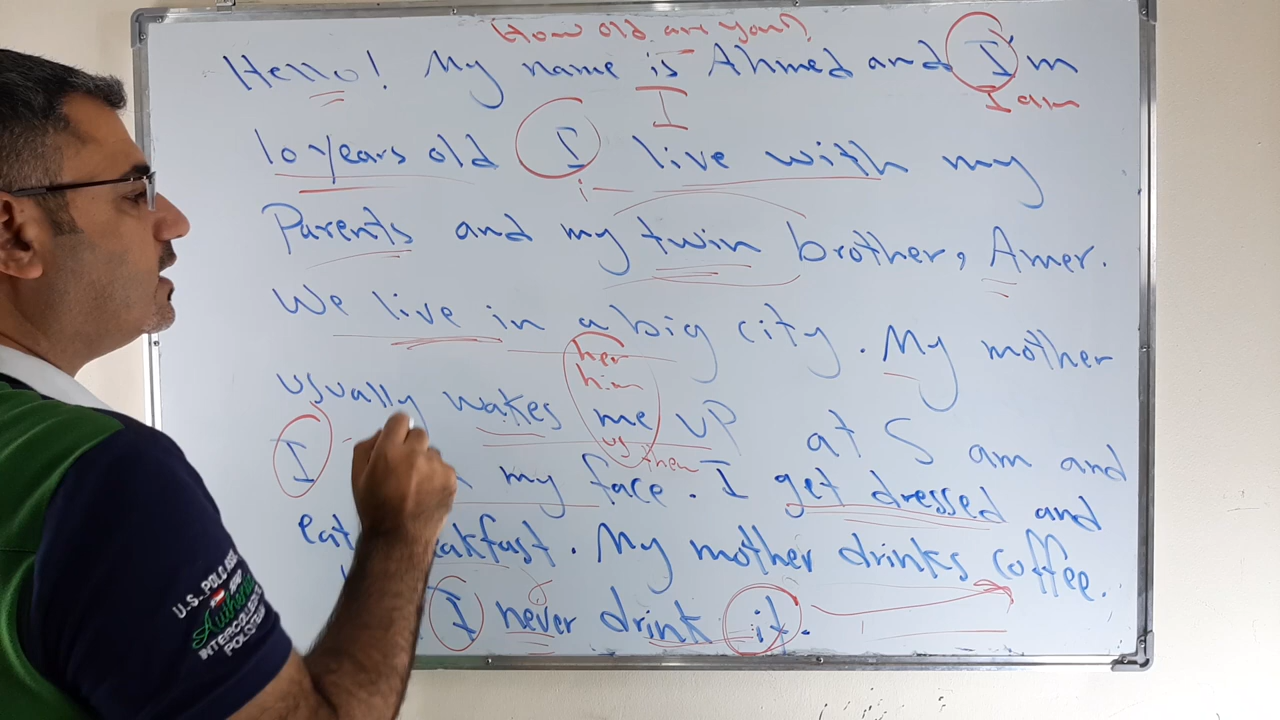 How old are you?
Hello! My name is Ahmed and I'm
I
I am
10 years old I live with my
i
Parents and my twin brother, Amer.
We live in a big city. My mother
her
him
usually wakes me up at 5 am and
us them
I my face. I get dressed and
eat My mother drinks coffee.
I never drink it.
U.S. POLO ASSN
Authentic